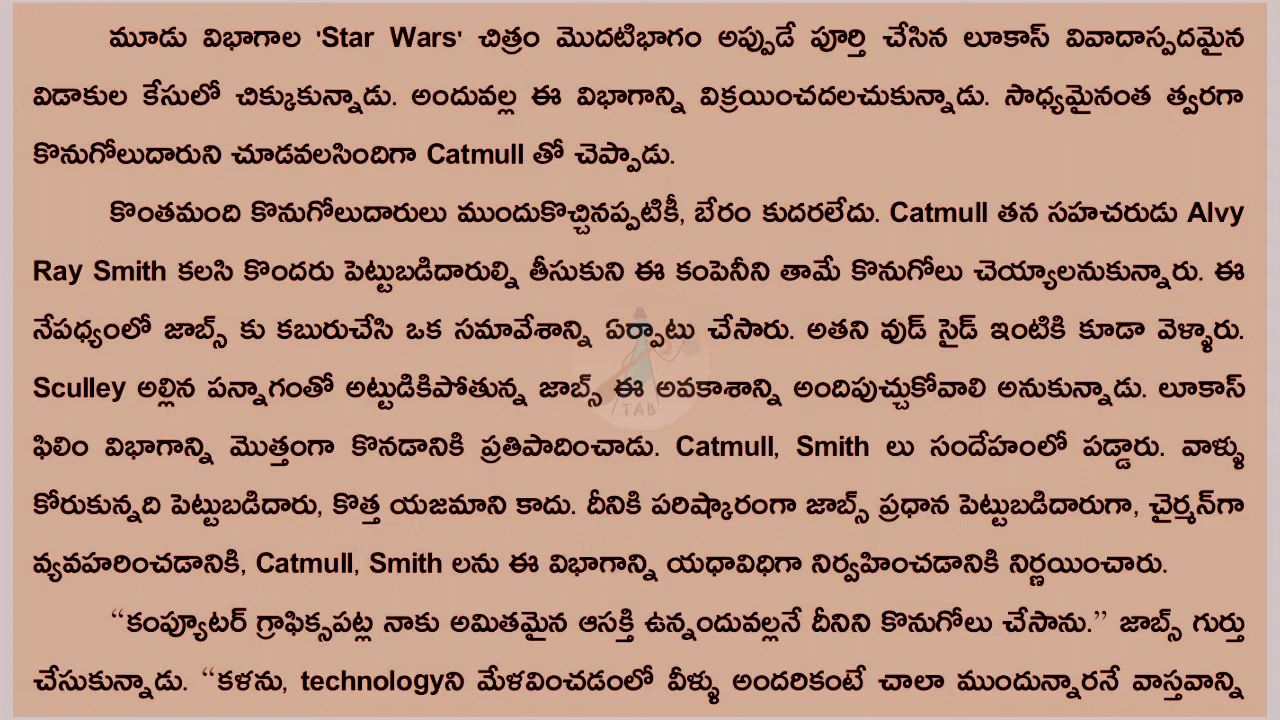 మూడు విభాగాల 'Star Wars' చిత్రం మొదటిభాగం అప్పుడే పూర్తి చేసిన లూకాస్ వివాదాస్పదమైన
విడాకుల కేసులో చిక్కుకున్నాడు. అందువల్ల ఈ విభాగాన్ని విక్రయించదలచుకున్నాడు. సాధ్యమైనంత త్వరగా
కొనుగోలుదారుని చూడవలసిందిగా Catmull తో చెప్పాడు.
కొంతమంది కొనుగోలుదారులు ముందుకొచ్చినప్పటికీ, బేరం కుదరలేదు. Catmull తన సహచరుడు Alvy
Ray Smith కలసి కొందరు పెట్టుబడిదారుల్ని తీసుకుని ఈ కంపెనీని తామే కొనుగోలు చెయ్యాలనుకున్నారు. ఈ
నేపధ్యంలో జాబ్స్ కు కబురుచేసి ఒక సమావేశాన్ని ఏర్పాటు చేసారు. అతని వుడ్ సైడ్ ఇంటికి కూడా వెళ్ళారు.
Sculley అల్లిన పన్నాగంతో అట్టుడికిపోతున్న జాబ్స్ ఈ అవకాశాన్ని అందిపుచ్చుకోవాలి అనుకున్నాడు. లూకాస్
ఫిలిం విభాగాన్ని మొత్తంగా కొనడానికి ప్రతిపాదించాడు. Catmull, Smith లు సందేహంలో పడ్డారు. వాళ్ళు
కోరుకున్నది పెట్టుబడిదారు, కొత్త యజమాని కాదు. దీనికి పరిష్కారంగా జాబ్స్ ప్రధాన పెట్టుబడిదారుగా, ఛైర్మన్‌గా
వ్యవహరించడానికి, Catmull, Smith లను ఈ విభాగాన్ని యధావిధిగా నిర్వహించడానికి నిర్ణయించారు.
“కంప్యూటర్ గ్రాఫిక్సపట్ల నాకు అమితమైన ఆసక్తి ఉన్నందువల్లనే దీనిని కొనుగోలు చేసాను.” జాబ్స్ గుర్తు
చేసుకున్నాడు. “కళను, technologyని మేళవించడంలో వీళ్ళు అందరికంటే చాలా ముందున్నారనే వాస్తవాన్ని
TAB